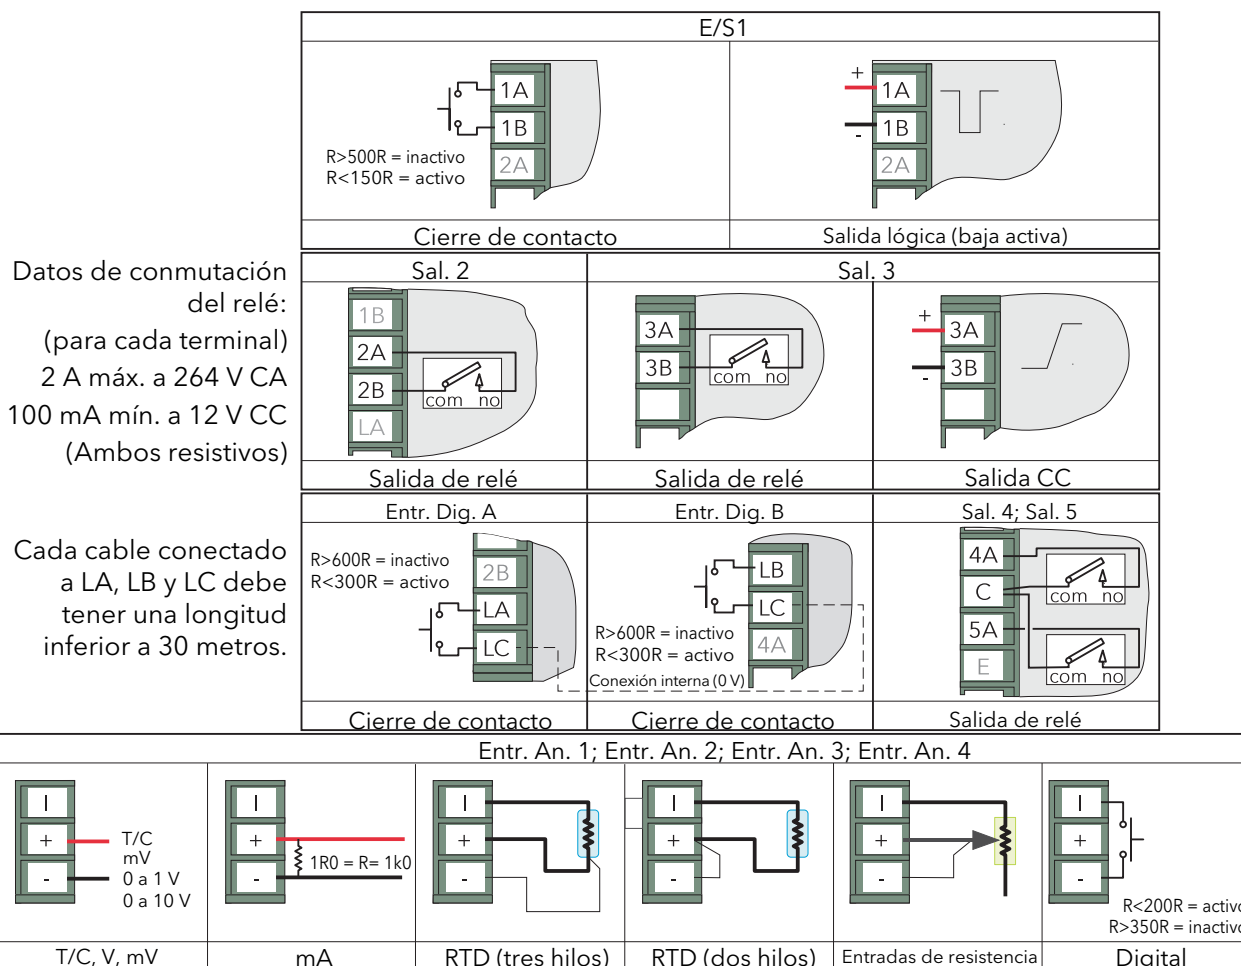 E/S1
1A
1B
2A
R>500R = inactivo
R<150R = activo
+
-
1A
1B
2A
Cierre de contacto
Salida lógica (baja activa)
Datos de conmutación
del relé:
(para cada terminal)
2 A máx. a 264 V CA
100 mA mín. a 12 V CC
(Ambos resistivos)
Sal. 2
Sal. 3
1B
2A
2B
LA
com no
3A
3B
com no
+
-
3A
3B
Salida de relé
Salida de relé
Salida CC
Cada cable conectado
a LA, LB y LC debe
tener una longitud
inferior a 30 metros.
Entr. Dig. A
Entr. Dig. B
Sal. 4; Sal. 5
R>600R = inactivo
R<300R = activo
2B
LA
LC
LB
LC
4A
R>600R = inactivo
R<300R = activo
Conexión interna (0 V)
4A
C
5A
E
com no
com no
Cierre de contacto
Cierre de contacto
Salida de relé
Entr. An. 1; Entr. An. 2; Entr. An. 3; Entr. An. 4
I
+
-
T/C
mV
0 a 1 V
0 a 10 V
I
+
-
1R0 = R= 1k0
I
+
-
I
+
-
I
+
-
I
+
-
R<200R = activo
R>350R = inactivo
T/C, V, mV
mA
RTD (tres hilos)
RTD (dos hilos)
Entradas de resistencia
Digital